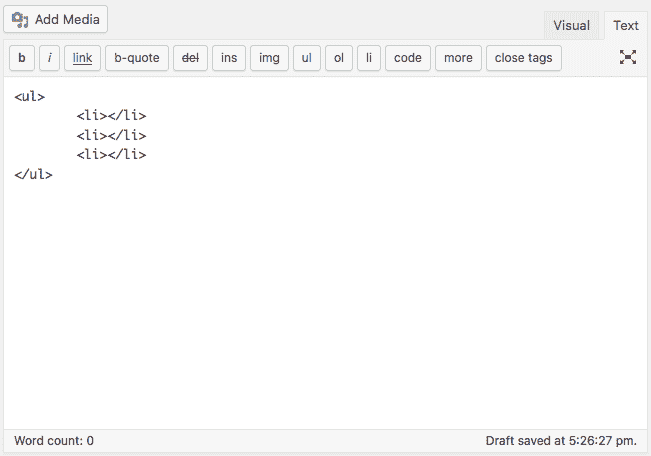 Add Media
Visual Text
b i link b-quote del ins img ul ol li code more close tags
<ul>
	<li></li>
	<li></li>
	<li></li>
</ul>
Word count: 0 Draft saved at 5:26:27 pm.